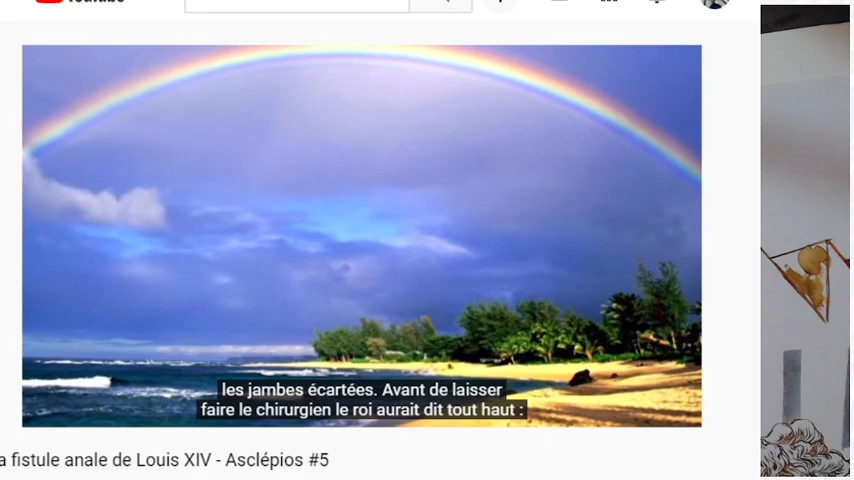 les jambes écartées. Avant de laisser
faire le chirurgien le roi aurait dit tout haut :
a fistule anale de Louis XIV - Asclépios #5